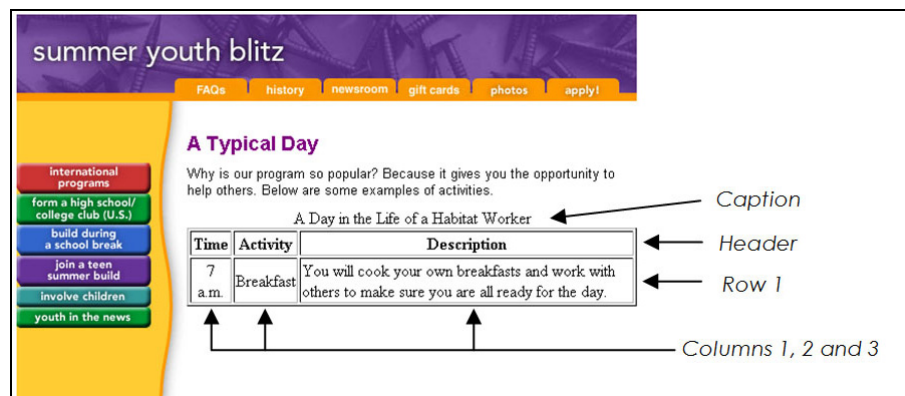 summer youth blitz
FAQs history newsroom gift cards photos apply!
international
programs
form a high school/
college club (U.S.)
build during
a school break
join a teen
summer build
involve children
youth in the news
A Typical Day
Why is our program so popular? Because it gives you the opportunity to
help others. Below are some examples of activities.
A Day in the Life of a Habitat Worker
Time Activity Description
7
a.m.
Breakfast
You will cook your own breakfasts and work with
others to make sure you are all ready for the day.
Caption
Header
Row 1
Columns 1, 2 and 3